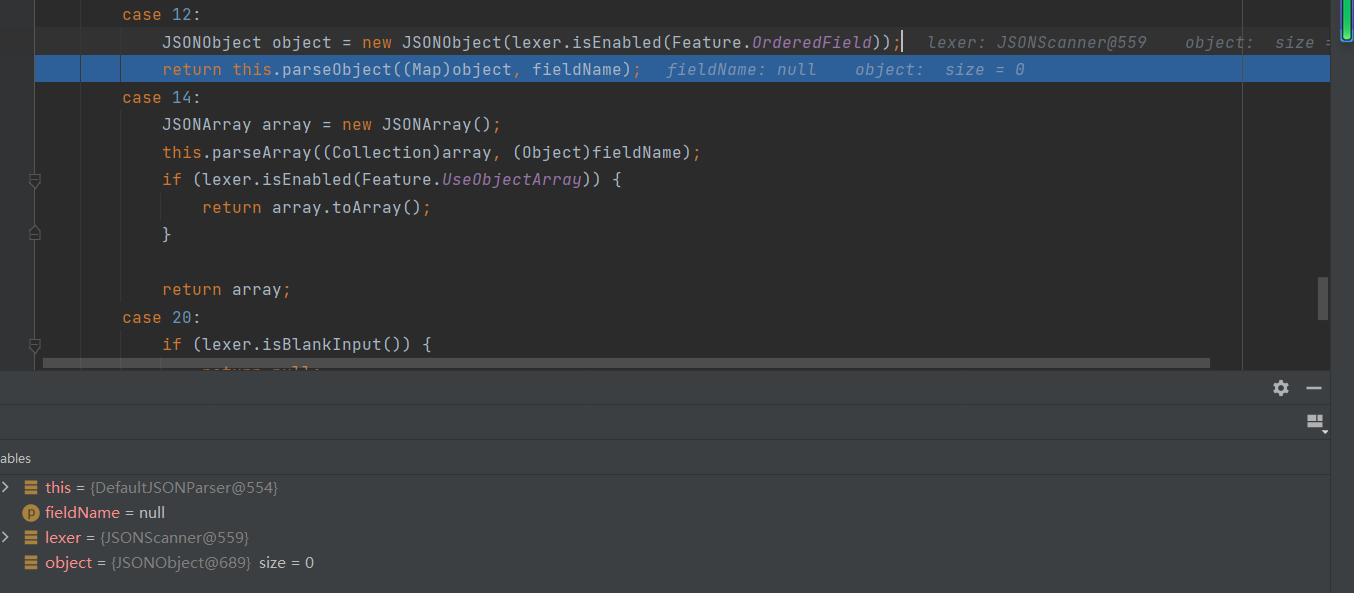 case 12:
JSONObject object = new JSONObject(lexer.isEnabled(Feature.OrderedField)); lexer: JSONScanner@559 object: size =
return this.parseObject((Map)object, fieldName); fieldName: null object: size = 0
case 14:
JSONArray array = new JSONArray();
this.parseArray((Collection)array, (Object)fieldName);
if (lexer.isEnabled(Feature.UseObjectArray)) {
return array.toArray();
}
return array;
case 20:
if (lexer.isBlankInput()) {
ables
this = {DefaultJSONParser@554}
p fieldName = null
lexer = {JSONScanner@559}
object = {JSONObject@689} size = 0